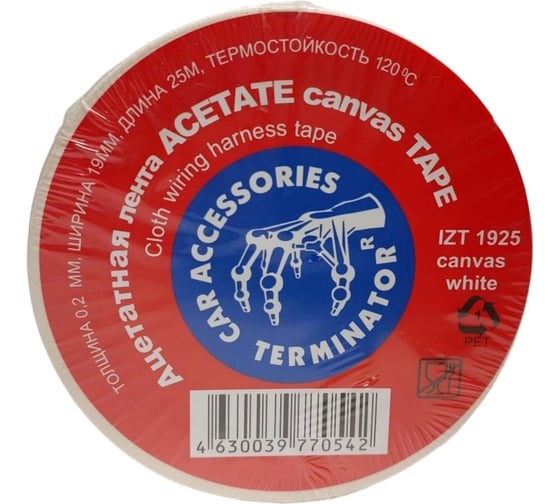 ТОЛЩИНА 0.2 ММ, ШИРИНА 19ММ, ДЛИНА 25М, ТЕРМОСТОЙКОСТЬ 120°С
Ацетатная лента ACETATE canvas TAPE
Cloth wiring harness tape
CAR ACCESSORIES
TERMINATOR R
IZT 1925
canvas
white
1
PET
4 630039 770542